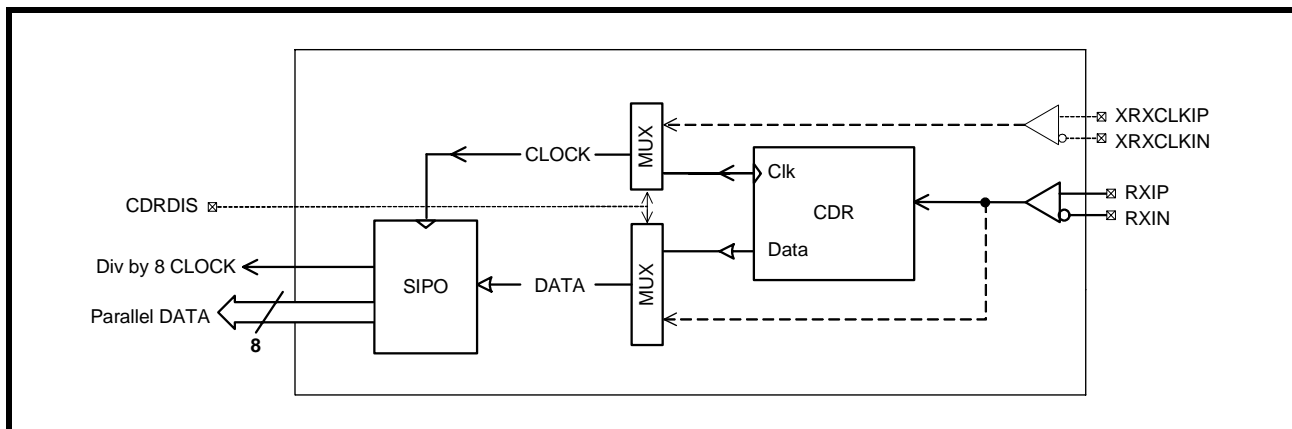 XRXCLKIP
XRXCLKIN
MUX
CLOCK
Clk
RXIP
RXIN
CDRDIS
CDR
Data
Div by 8 CLOCK
SIPO
DATA
MUX
Parallel DATA
8